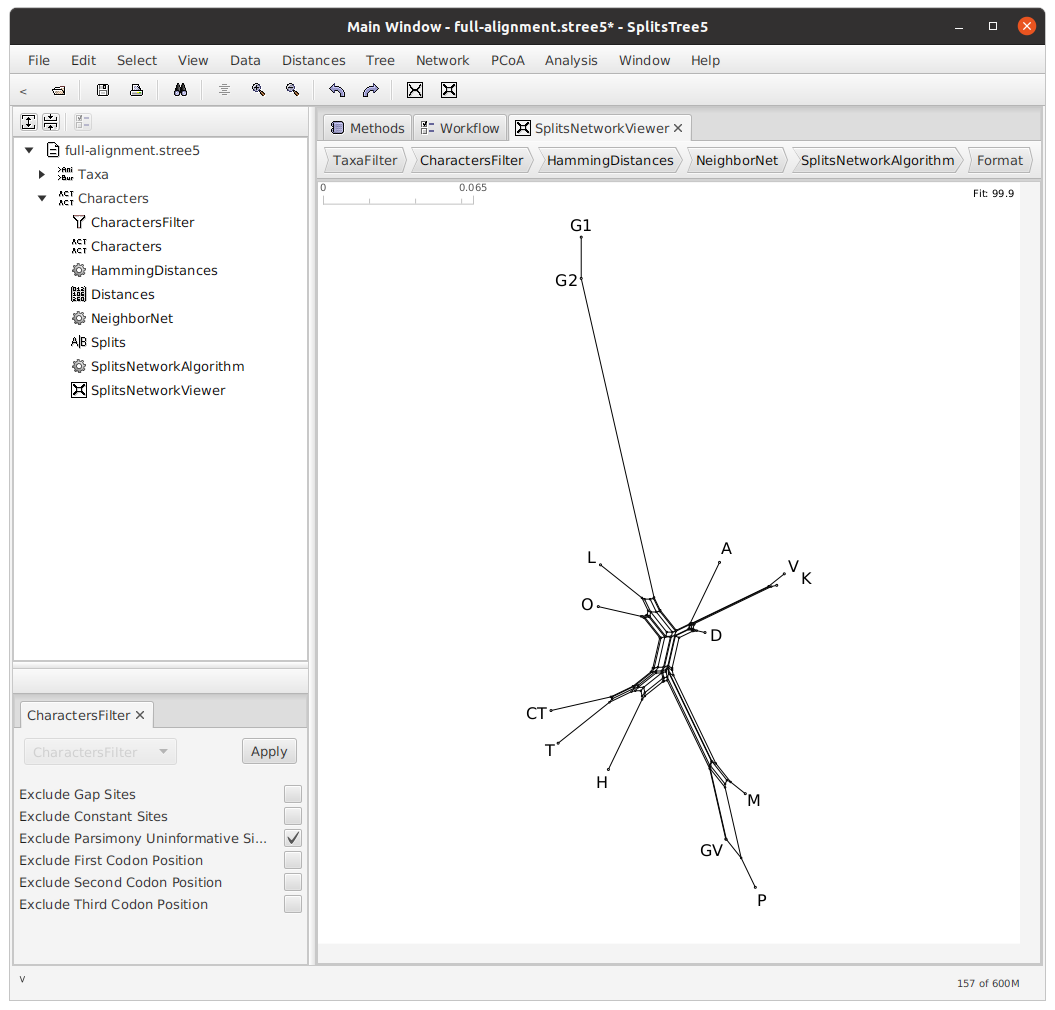 Main Window - full-alignment.stree5* - SplitsTree5
File Edit Select View Data Distances Tree Network PCoA Analysis Window Help
<
full-alignment.stree5
Taxa
Characters
CharactersFilter
Characters
HammingDistances
Distances
NeighborNet
A|B Splits
SplitsNetworkAlgorithm
SplitsNetworkViewer
Methods Workflow SplitsNetworkViewer
TaxaFilter CharactersFilter HammingDistances NeighborNet SplitsNetworkAlgorithm Format
0 0.065 Fit: 99.9
G1
G2
A
L
V
K
O
D
CT
T
H
M
GV
P
CharactersFilter
CharactersFilter Apply
Exclude Gap Sites
Exclude Constant Sites
Exclude Parsimony Uninformative Si...
Exclude First Codon Position
Exclude Second Codon Position
Exclude Third Codon Position
v 157 of 600M